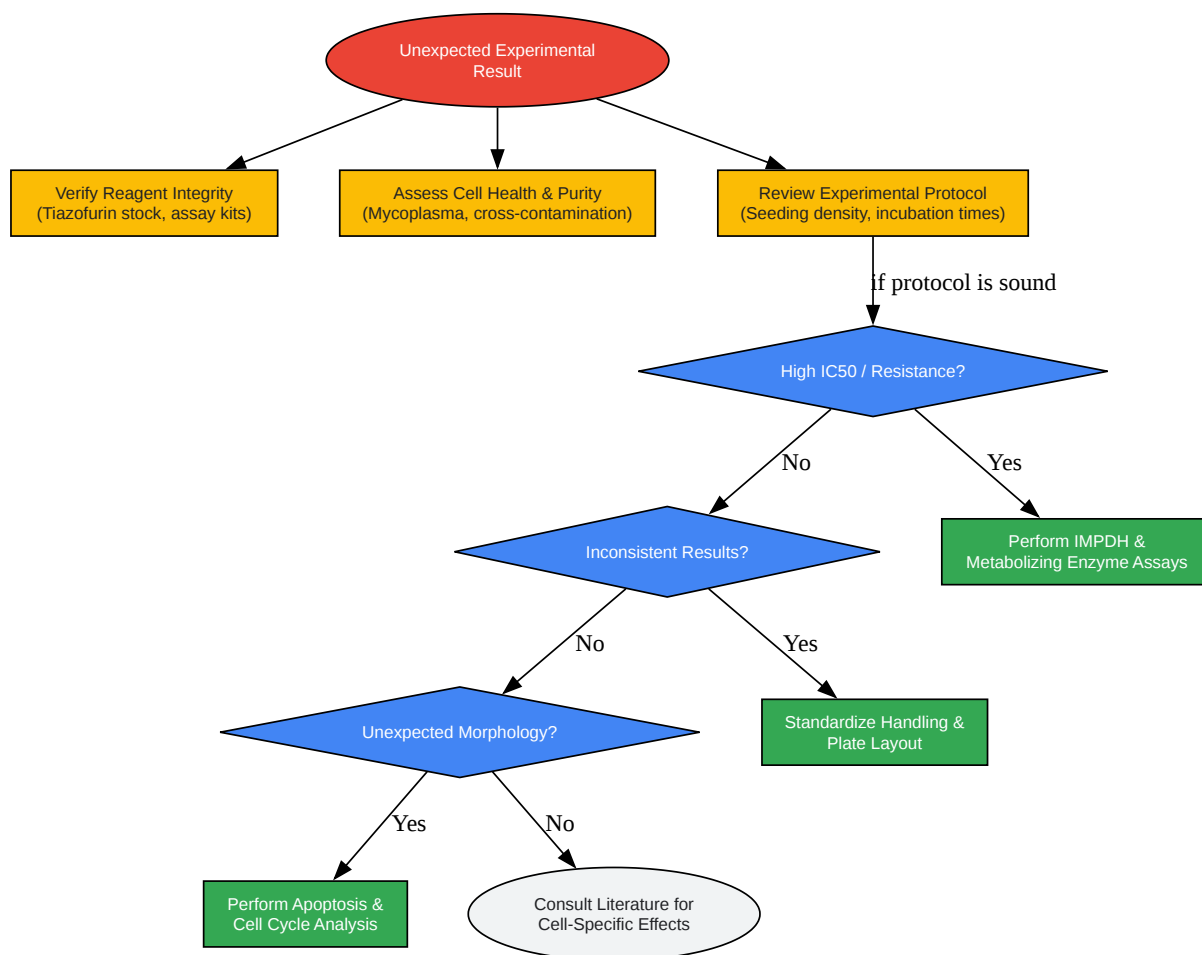 Unexpected Experimental
Result
Verify Reagent Integrity
(Tiazofurin stock, assay kits)
Assess Cell Health & Purity
(Mycoplasma, cross-contamination)
Review Experimental Protocol
(Seeding density, incubation times)
if protocol is sound
High IC50 / Resistance?
No
Yes
Inconsistent Results?
Perform IMPDH &
Metabolizing Enzyme Assays
No
Yes
Unexpected Morphology?
Standardize Handling &
Plate Layout
Yes
No
Perform Apoptosis &
Cell Cycle Analysis
Consult Literature for
Cell-Specific Effects